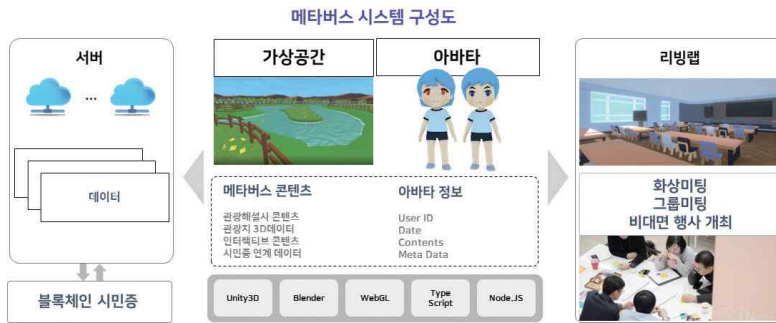 메타버스 시스템 구성도
서버
...
데이터
블록체인 시민증
가상공간
아바타
메타버스 콘텐츠
관광해설사 콘텐츠
관광지 3D데이터
인터랙티브 콘텐츠
시민증 연계 데이터
아바타 정보
User ID
Date
Contents
Meta Data
Unity3D
Blender
WebGL
Type
Script
Node,JS
리빙랩
화상미팅
그룹미팅
비대면 행사 개최